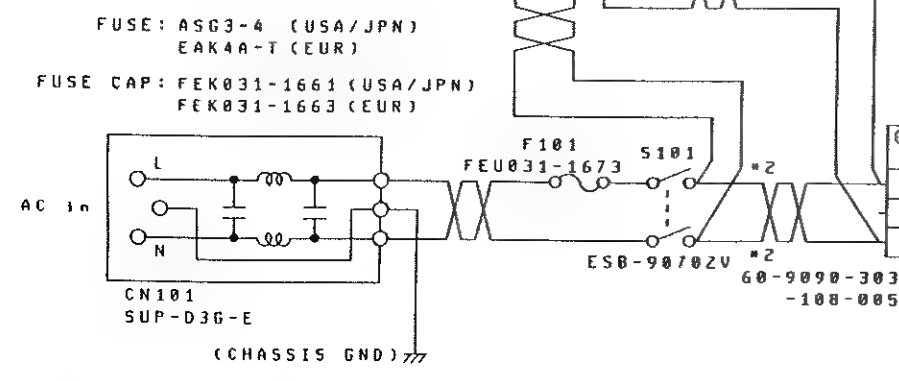 FUSE: ASG3-4 (USA/JPN)
EAK4A-T (EUR)
FUSE CAP: FEK031-1661 (USA/JPN)
FEK031-1663 (EUR)
F101
FEU031-1673
S101
*2
L
AC in
N
ESB-90702V
*2
60-9090-303
-108-005
CN101
SUP-D3G-E
(CHASSIS GND)